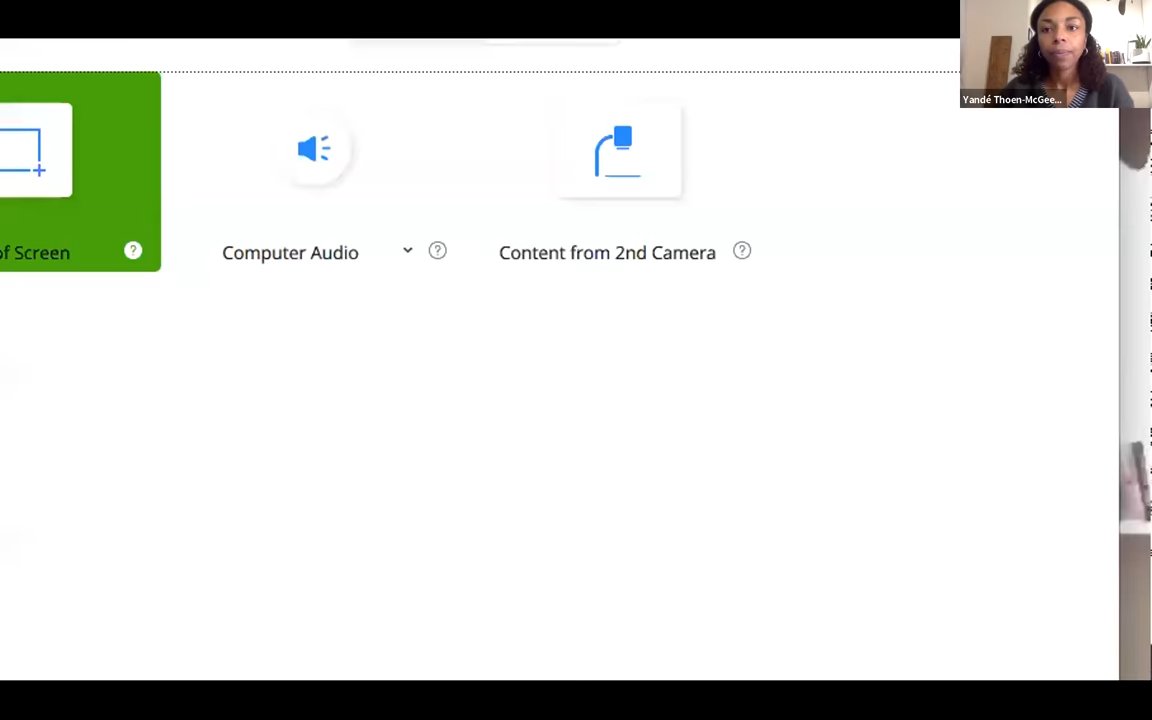 Yandé Thoen-McGee...
of Screen
?
Computer Audio
?
Content from 2nd Camera
?